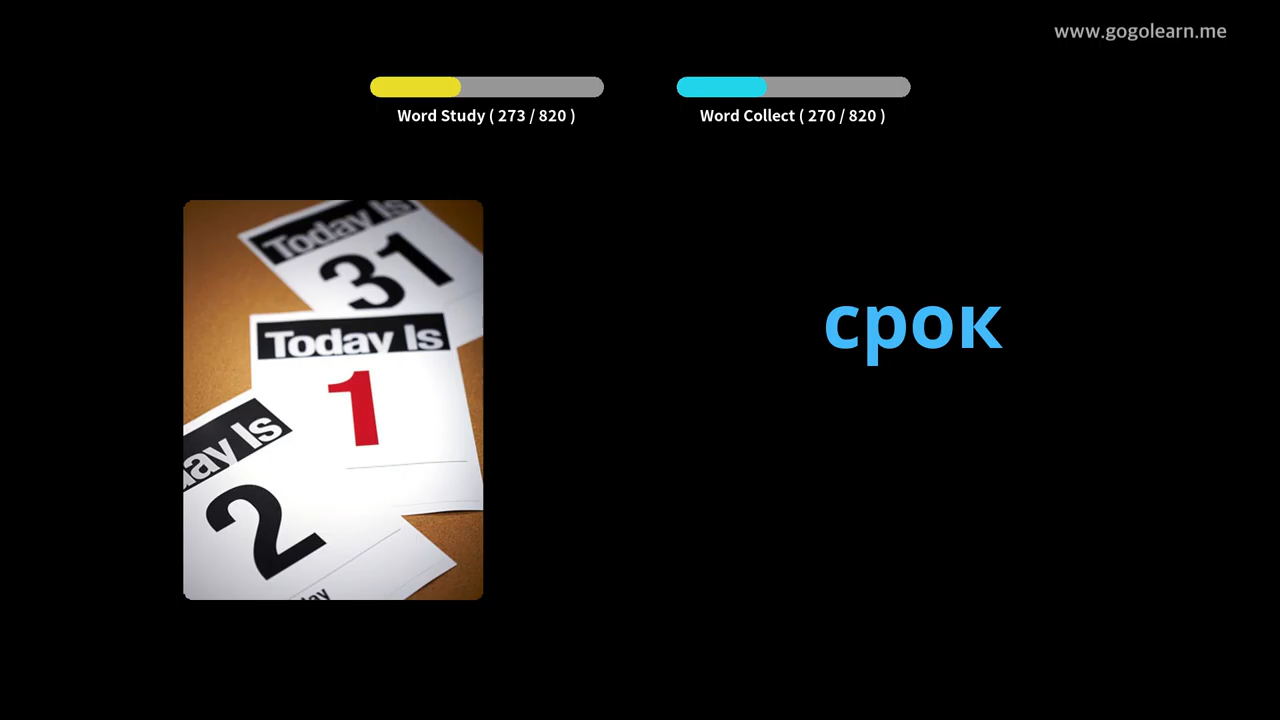 www.gogolearn.me
Word Study ( 273 / 820 )
Word Collect ( 270 / 820 )
Today Is
31
Today Is
1
ay Is
2
срок